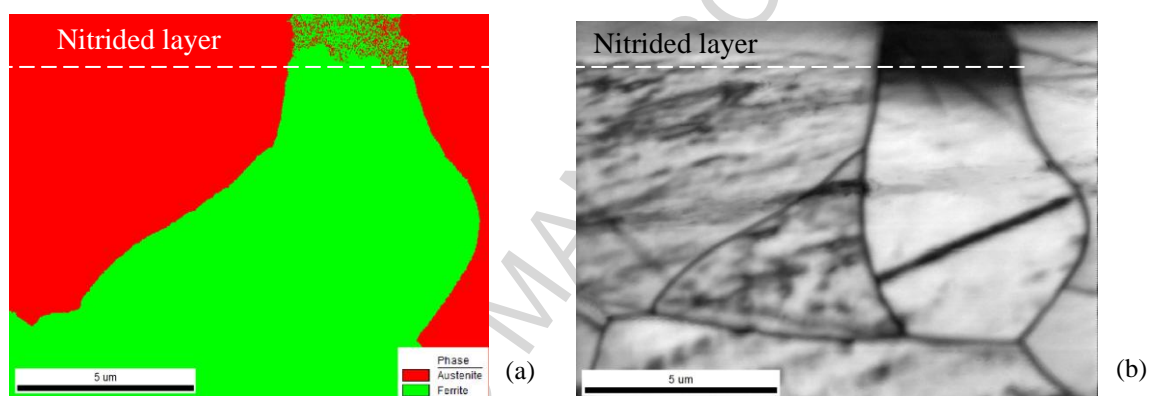 Nitrided layer
5 um
Phase
Austenite
Ferrite
(a)
Nitrided layer
5 um
(b)